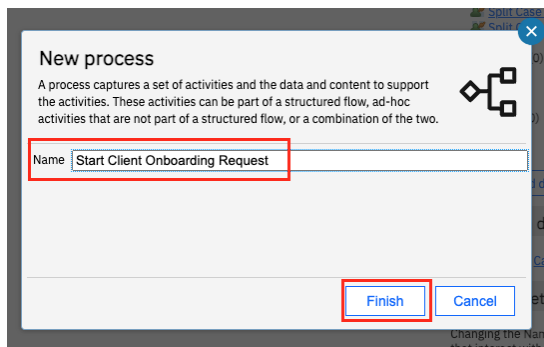 Split Case
Split
New process
A process captures a set of activities and the data and content to support
the activities. These activities can be part of a structured flow, ad-hoc
activities that are not part of a structured flow, or a combination of the two.
Name Start Client Onboarding Request
Finish Cancel
Changing the Nam